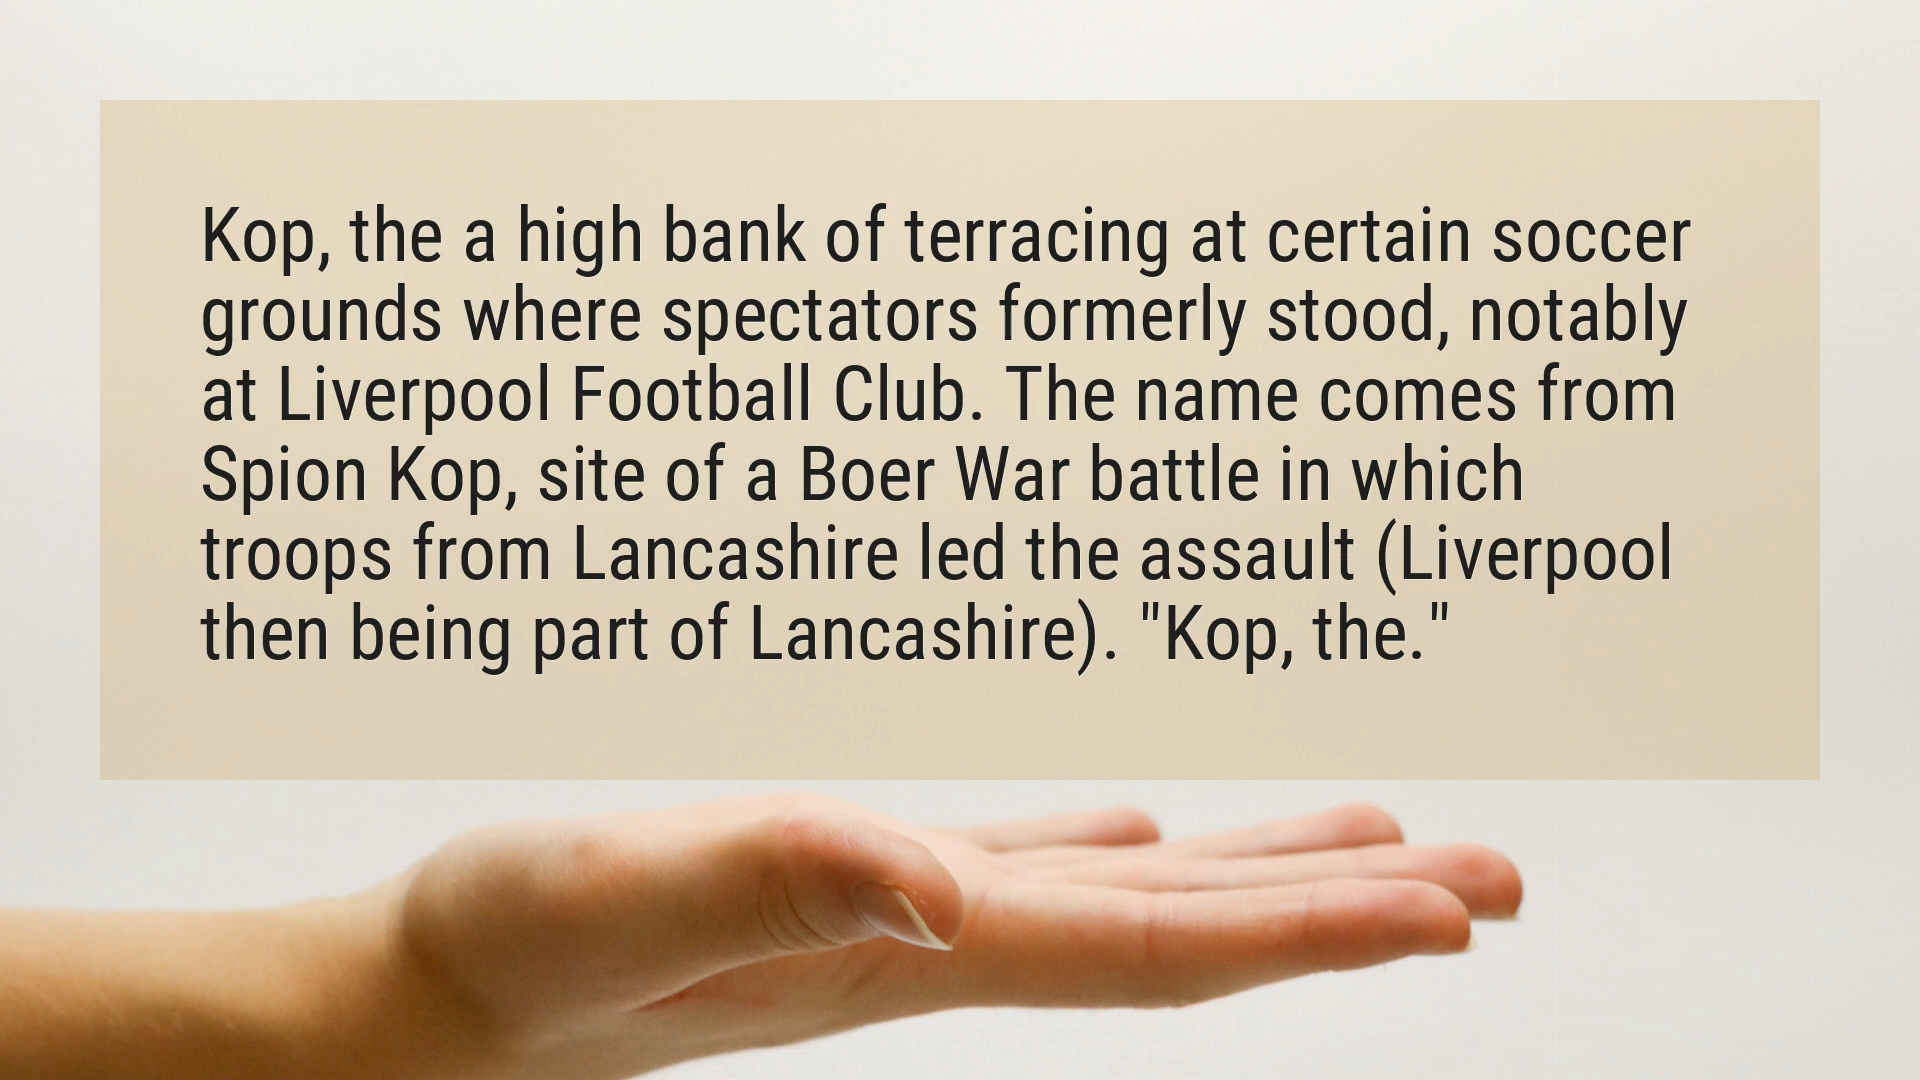 Kop, the a high bank of terracing at certain soccer
grounds where spectators formerly stood, notably
at Liverpool Football Club. The name comes from
Spion Kop, site of a Boer War battle in which
troops from Lancashire led the assault (Liverpool
then being part of Lancashire). "Kop, the."